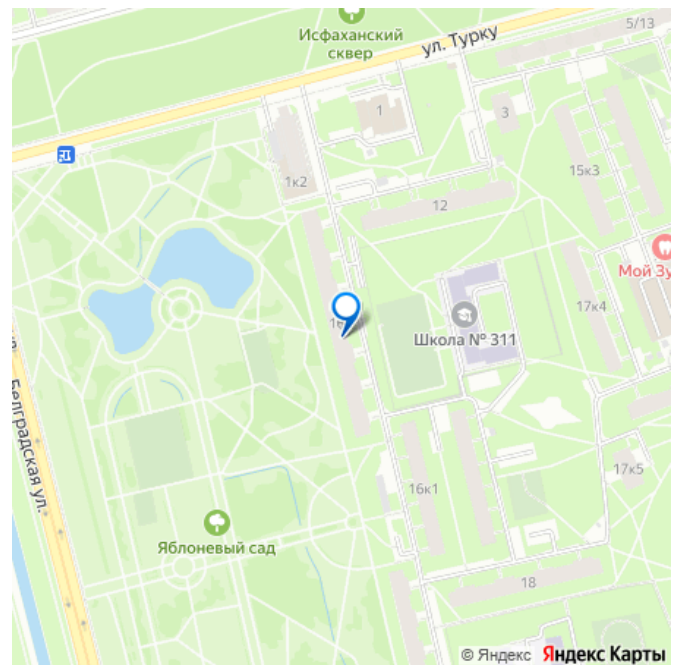 5/13
Исфаханский
сквер
ул. Турку
1
3
1к2
15к3
12
Мой Зу
17к4
Школа № 311
Белградская ул.
17к5
16к1
Яблоневый сад
18
© Яндекс Яндекс Карты